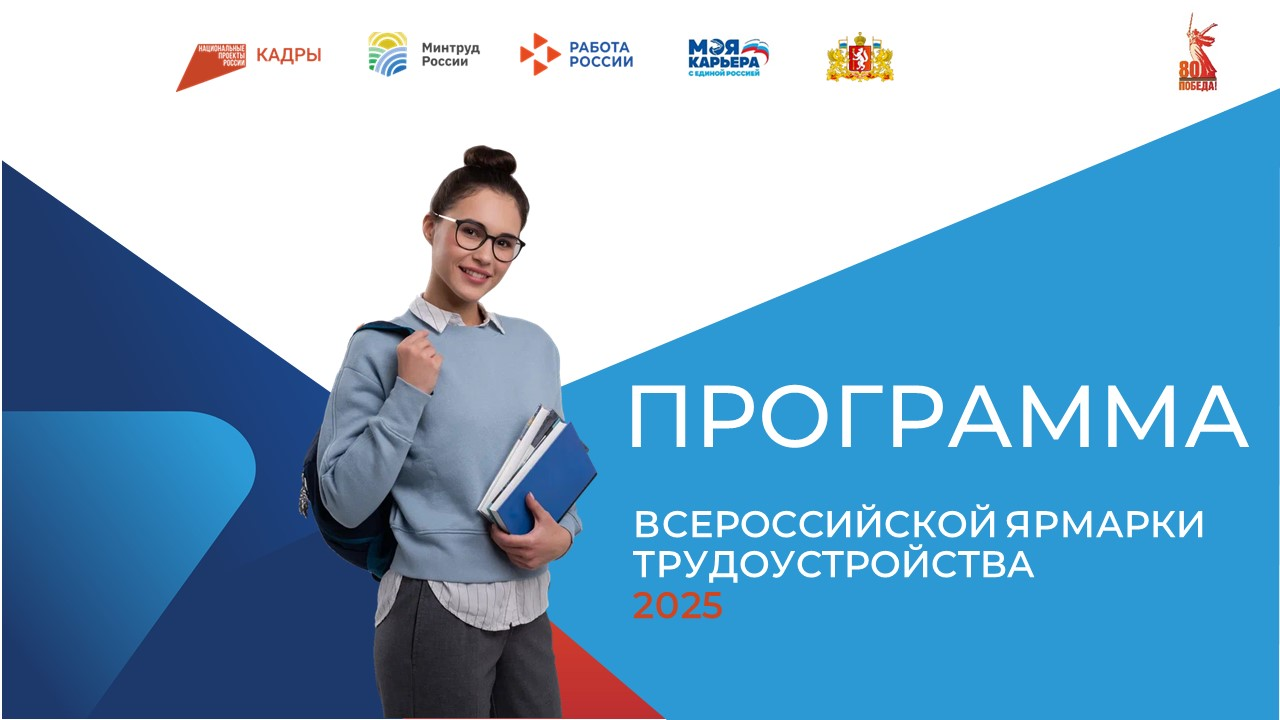 НАЦИОНАЛЬНЫЕ
ПРОЕКТЫ
РОССИИ
КАДРЫ
Минтруд
России
РАБОТА
РОССИИ
МОЯ
КАРЬЕРА
С ЕДИНОЙ РОССИЕЙ
80
ПОБЕДА!
ПРОГРАММА
ВСЕРОССИЙСКОЙ ЯРМАРКИ
ТРУДОУСТРОЙСТВА
2025